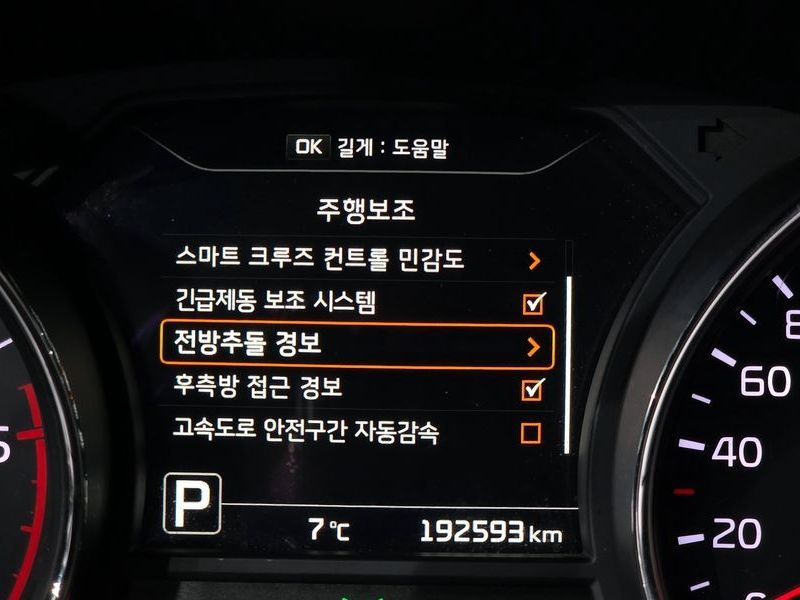 OK 길게 : 도움말
주행보조
스마트 크루즈 컨트롤 민감도
긴급제동 보조 시스템
전방추돌 경보
후측방 접근 경보
고속도로 안전구간 자동감속
P
7℃ 192593 km
60
40
20